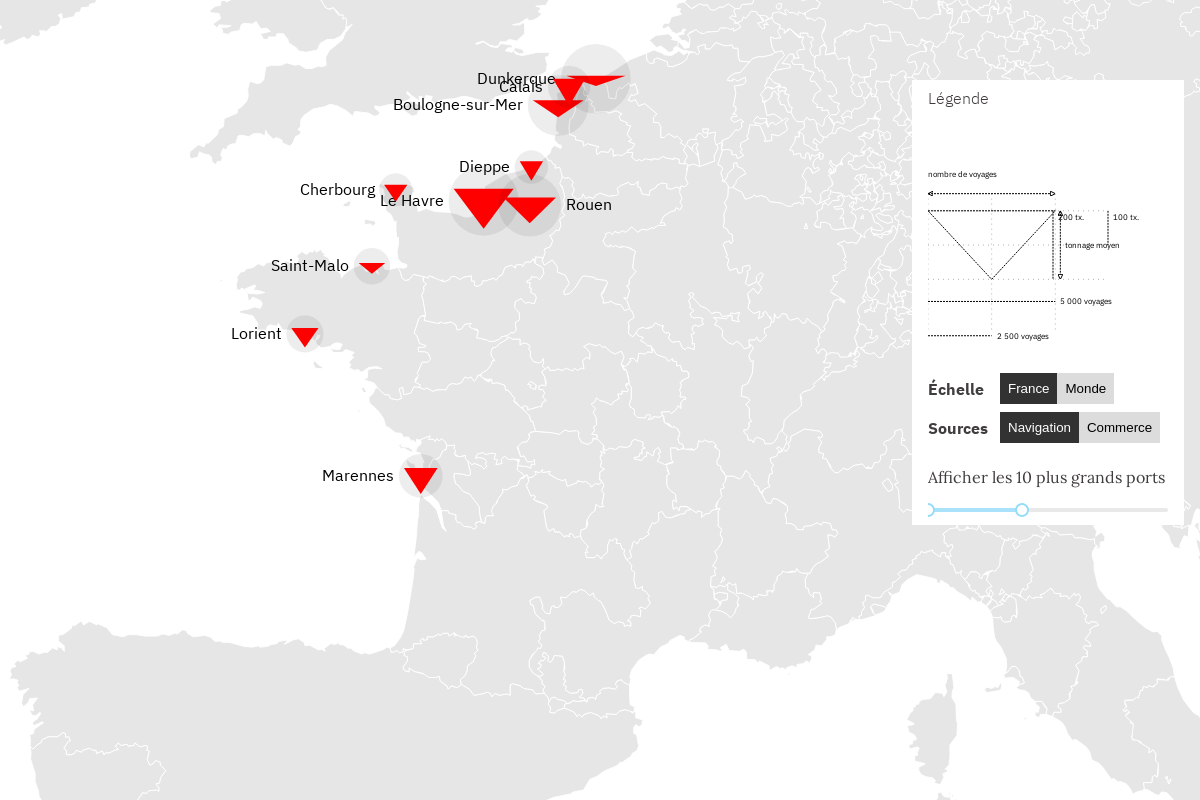 Dunkerque
Calais
Boulogne-sur-Mer
Dieppe
Cherbourg
Le Havre
Rouen
Saint-Malo
Lorient
Marennes
Légende
nombre de voyages
200 tx.
100 tx.
tonnage moyen
5 000 voyages
2 500 voyages
Échelle France Monde
Sources Navigation Commerce
Afficher les 10 plus grands ports